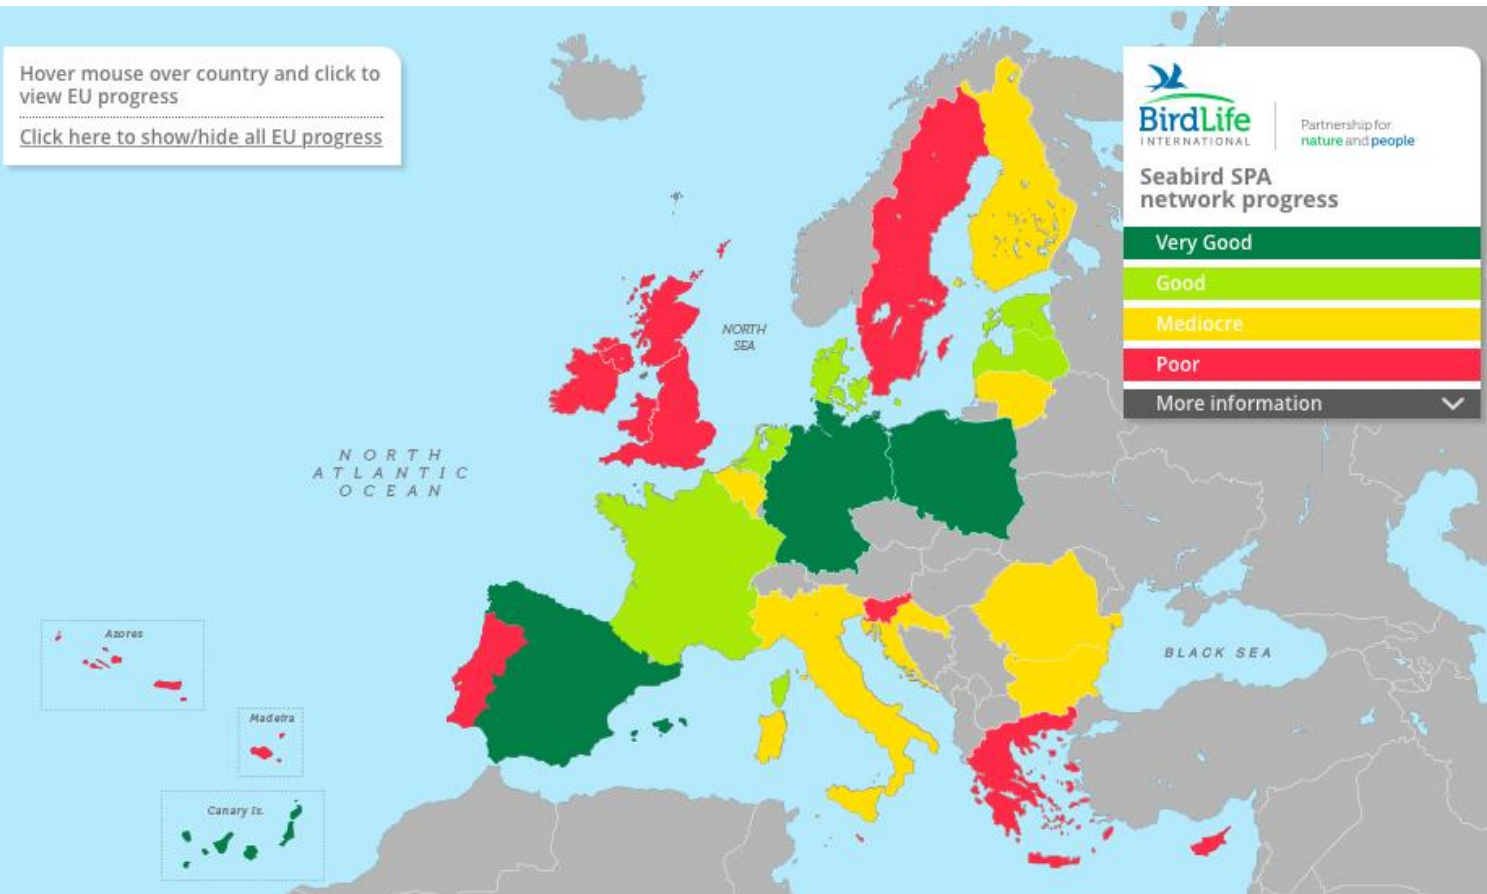 Hover mouse over country and click to
view EU progress
Click here to show/hide all EU progress
BirdLife
INTERNATIONAL
Partnership for
nature and people
Seabird SPA
network progress
Very Good
Good
Mediocre
Poor
More information
NORTH
SEA
NORTH
ATLANTIC
OCEAN
Azores
BLACK SEA
Madeira
Canary Is.